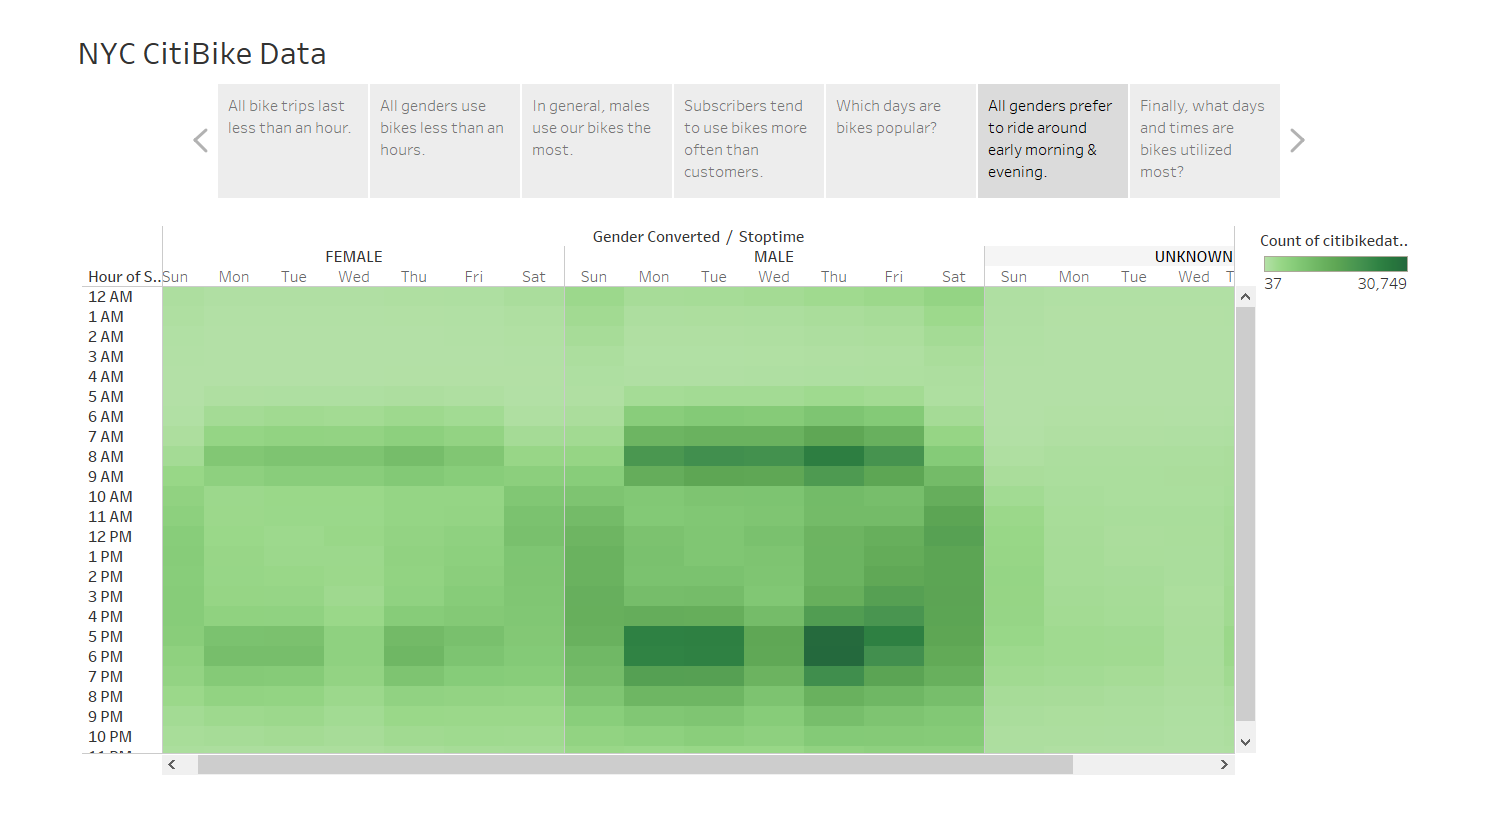 NYC CitiBike Data
All bike trips last
less than an hour.
All genders use
bikes less than an
hours.
In general, males
use our bikes the
most.
Subscribers tend
to use bikes more
often than
customers.
Which days are
bikes popular?
All genders prefer
to ride around
early morning &
evening.
Finally, what days
and times are
bikes utilized
most?
Gender Converted / Stoptime
FEMALE MALE UNKNOWN
Hour of S.. Sun Mon Tue Wed Thu Fri Sat Sun Mon Tue Wed Thu Fri Sat Sun Mon Tue Wed T
12 AM
1 AM
2 AM
3 AM
4 AM
5 AM
6 AM
7 AM
8 AM
9 AM
10 AM
11 AM
12 PM
1 PM
2 PM
3 PM
4 PM
5 PM
6 PM
7 PM
8 PM
9 PM
10 PM
Count of citibikedat..
37 30,749